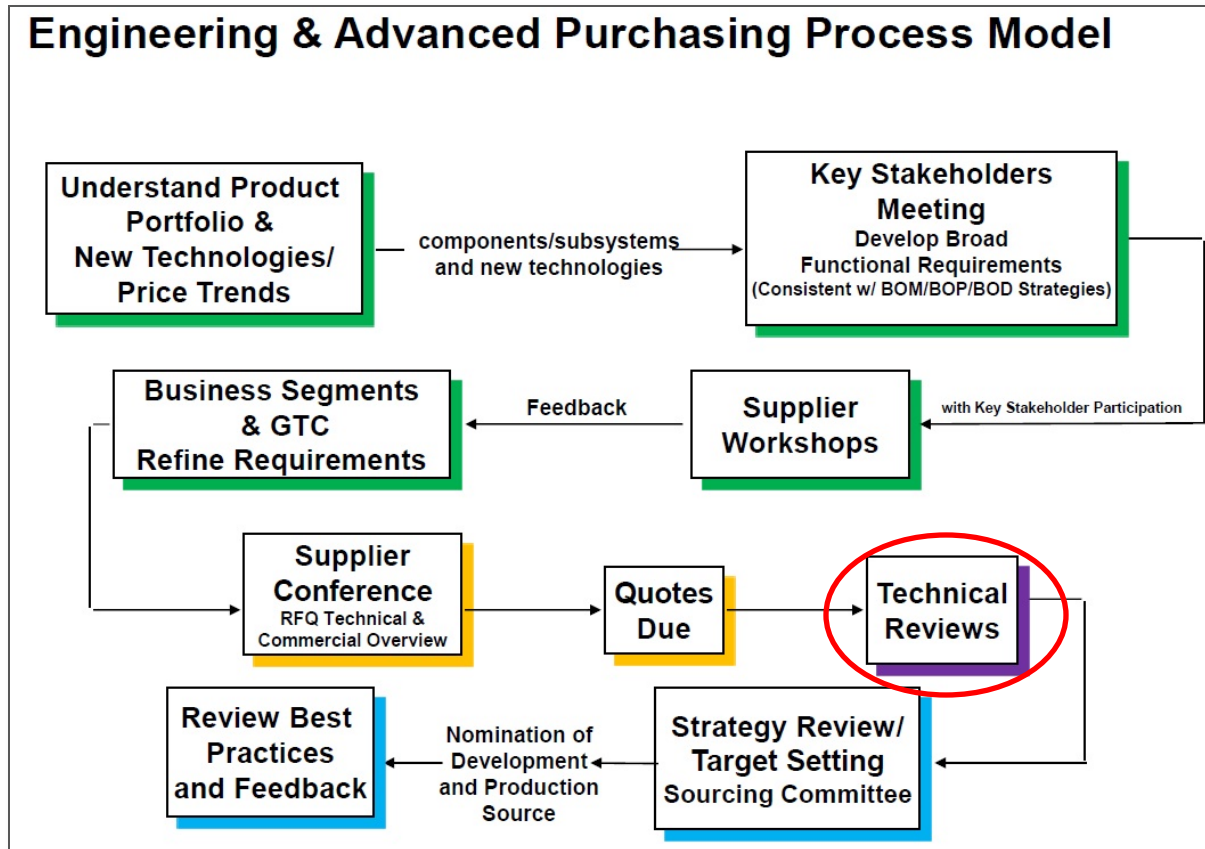 Engineering & Advanced Purchasing Process Model
Understand Product
Portfolio &
New Technologies/
Price Trends
components/subsystems
and new technologies
Key Stakeholders
Meeting
Develop Broad
Functional Requirements
(Consistent w/ BOM/BOP/BOD Strategies)
with Key Stakeholder Participation
Supplier
Workshops
Feedback
Business Segments
& GTC
Refine Requirements
Supplier
Conference
RFQ Technical &
Commercial Overview
Quotes
Due
Technical
Reviews
Strategy Review/
Target Setting
Sourcing Committee
Nomination of
Development
and Production
Source
Review Best
Practices
and Feedback